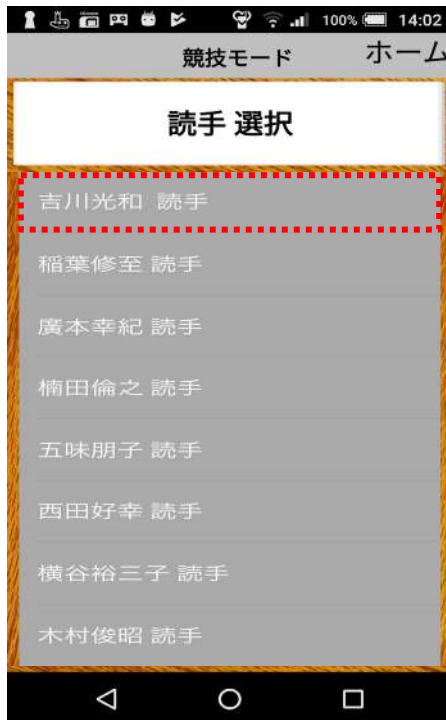 100% 14:02
競技モード ホーム
読手 選択
吉川光和 読手
稲葉修至 読手
廣本幸紀 読手
楠田倫之 読手
五味朋子 読手
西田好幸 読手
横谷裕三子 読手
木村俊昭 読手